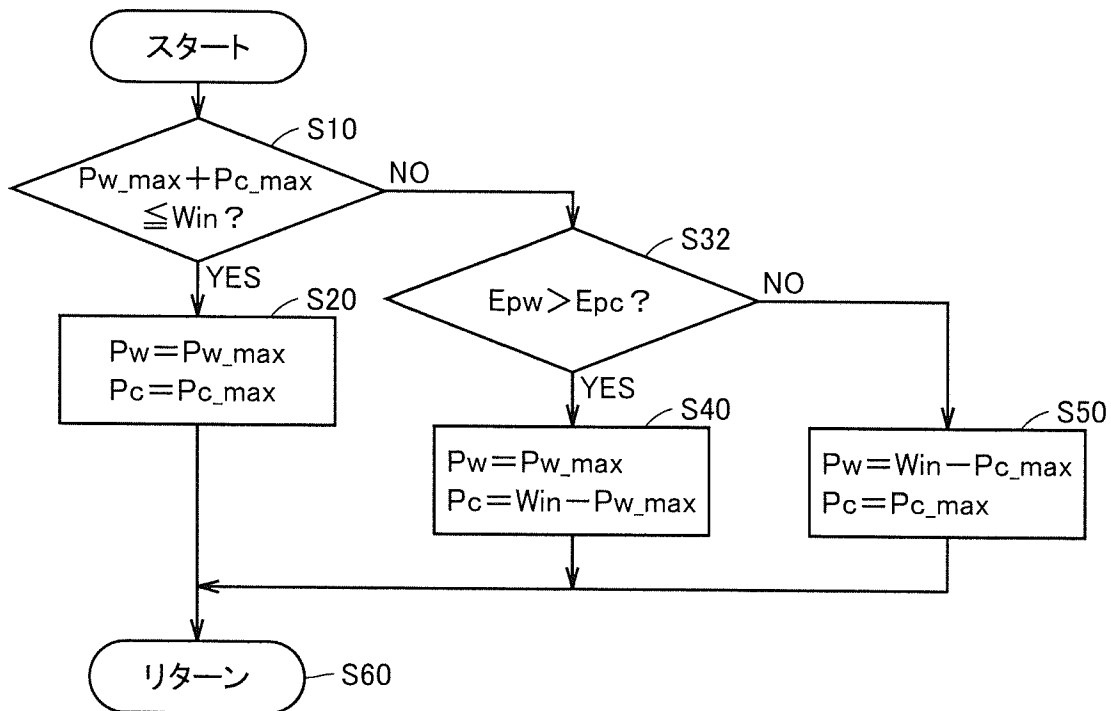 スタート
S10
Pw_max+Pc_max
≦Win?
NO
YES
S32
Epw>Epc?
NO
YES
S20
Pw=Pw_max
Pc=Pc_max
S40
Pw=Pw_max
Pc=Win-Pw_max
S50
Pw=Win-Pc_max
Pc=Pc_max
リターン
S60